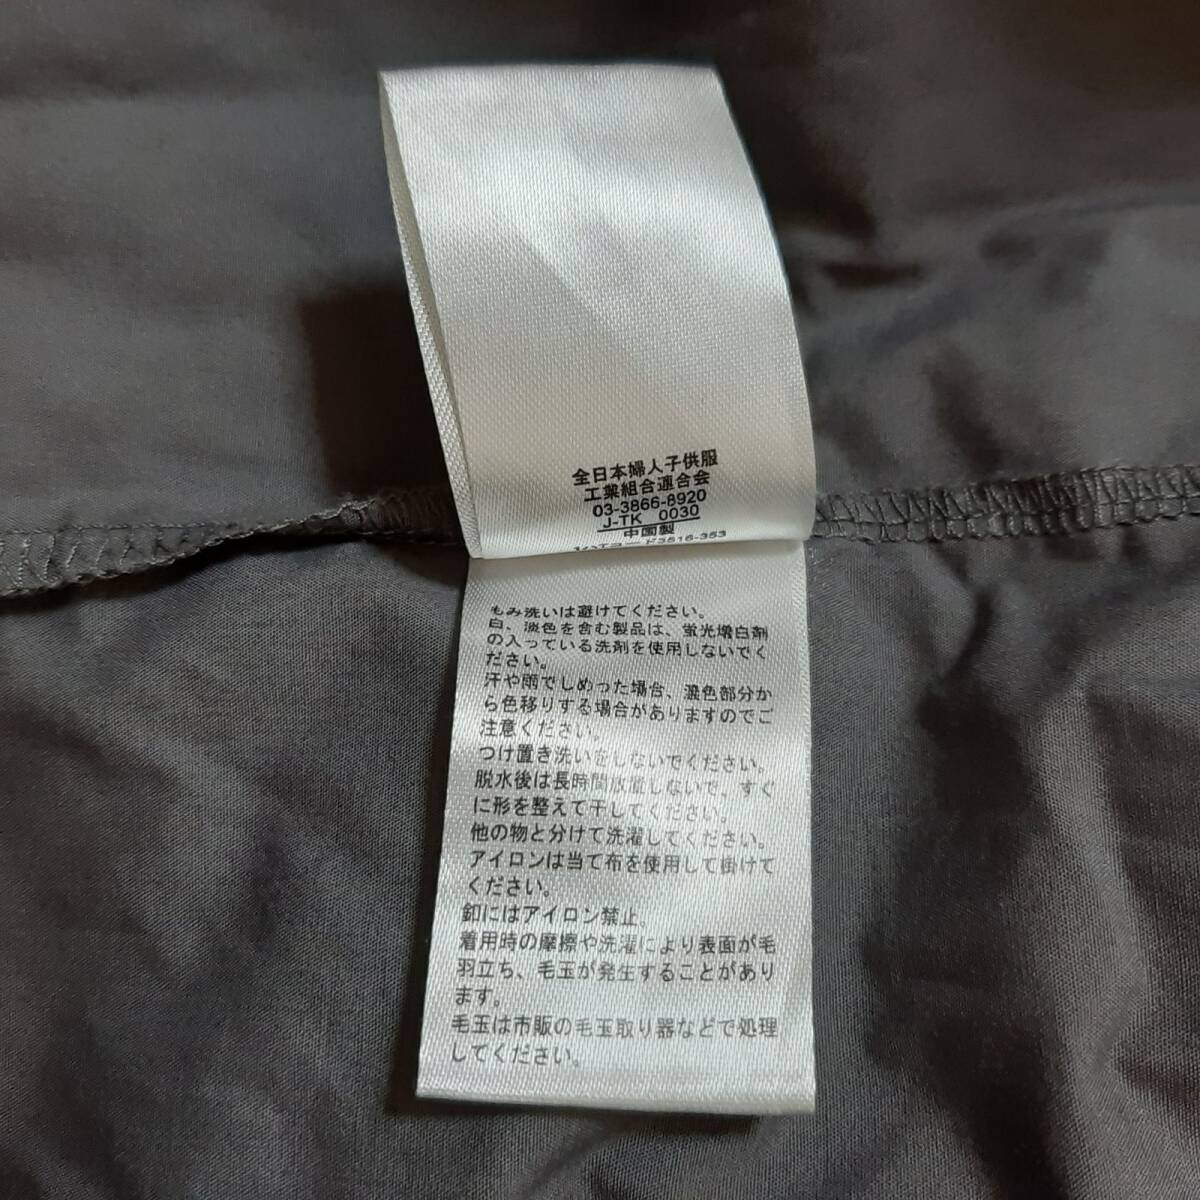 全日本婦人子供服
工業組合連合会
03-3866-8920
J-TK 0030
中国製
3516-353
もみ洗いは避けてください。
白、淡色を含む製品は、蛍光増白剤
の入っている洗剤を使用しないでく
ださい。
汗や雨でしめった場合、濃色部分か
ら色移りする場合がありますのでご
注意ください。
つけ置き洗いをしないでください。
脱水後は長時間放置しないで、すぐ
に形を整えて干してください。
他の物と分けて洗濯してください。
アイロンは当て布を使用して掛けて
ください。
釦にはアイロン禁止。
着用時の摩擦や洗濯により表面が毛
羽立ち、毛玉が発生することがあり
ます。
毛玉は市販の毛玉取り器などで処理
してください。